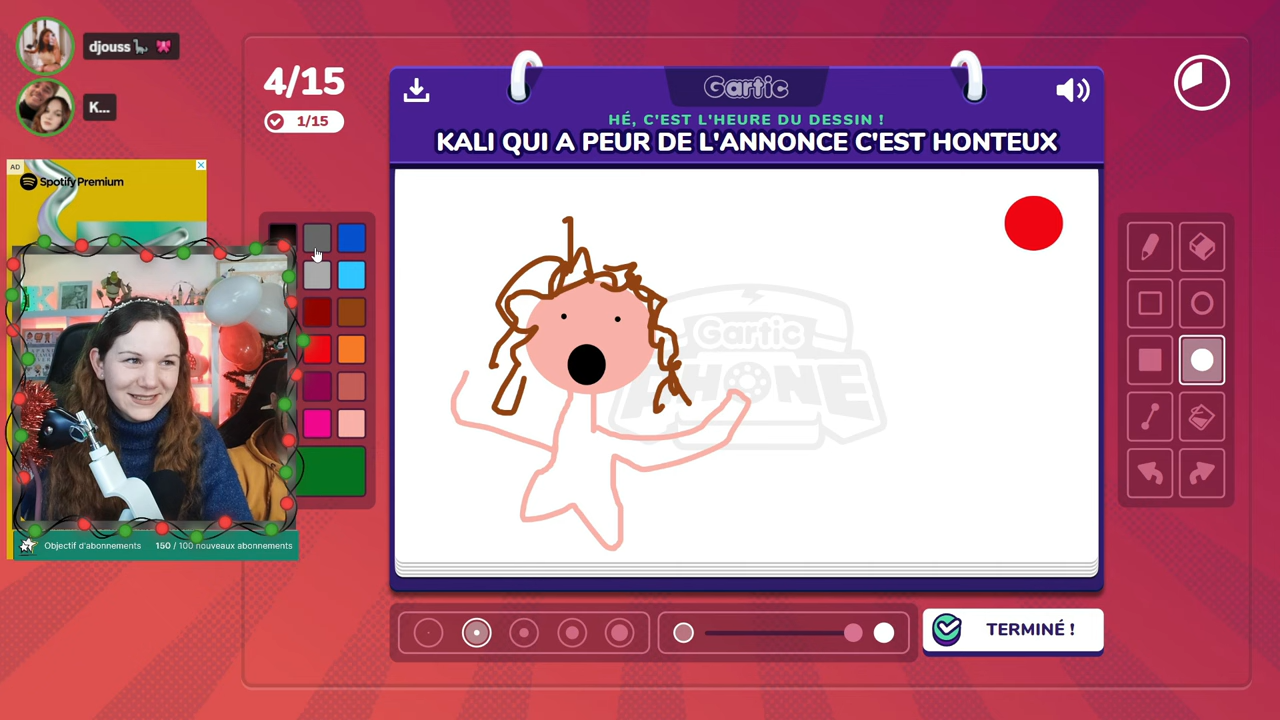 djouss
K...
AD
Spotify Premium
Objectif d'abonnements
150 / 100 nouveaux abonnements
4/15
1/15
Gartic
HÉ, C'EST L'HEURE DU DESSIN !
KALI QUI A PEUR DE L'ANNONCE C'EST HONTEUX
Gartic
PHONE
TERMINÉ !